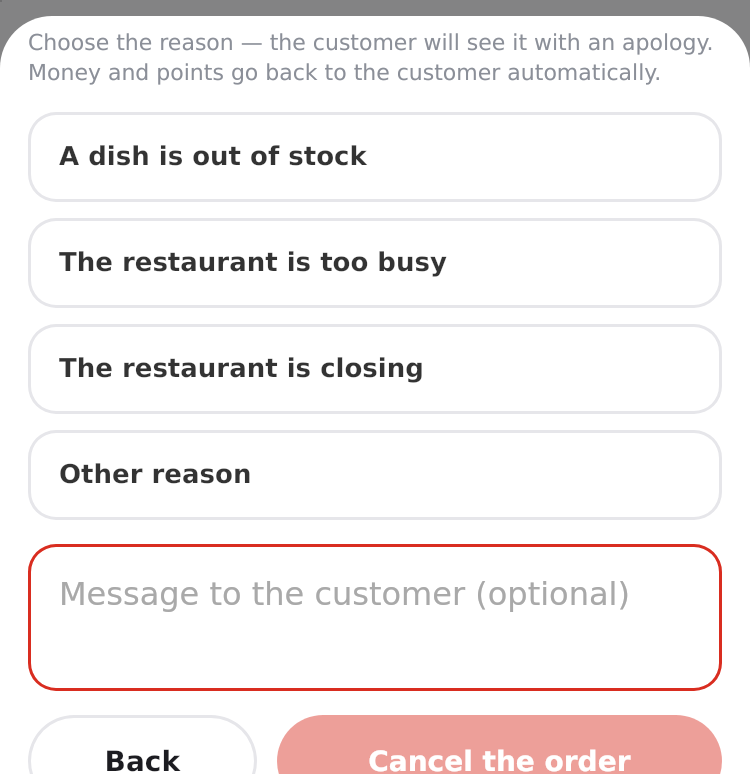 Choose the reason — the customer will see it with an apology.
Money and points go back to the customer automatically.
A dish is out of stock
The restaurant is too busy
The restaurant is closing
Other reason
Message to the customer (optional)
Back
Cancel the order